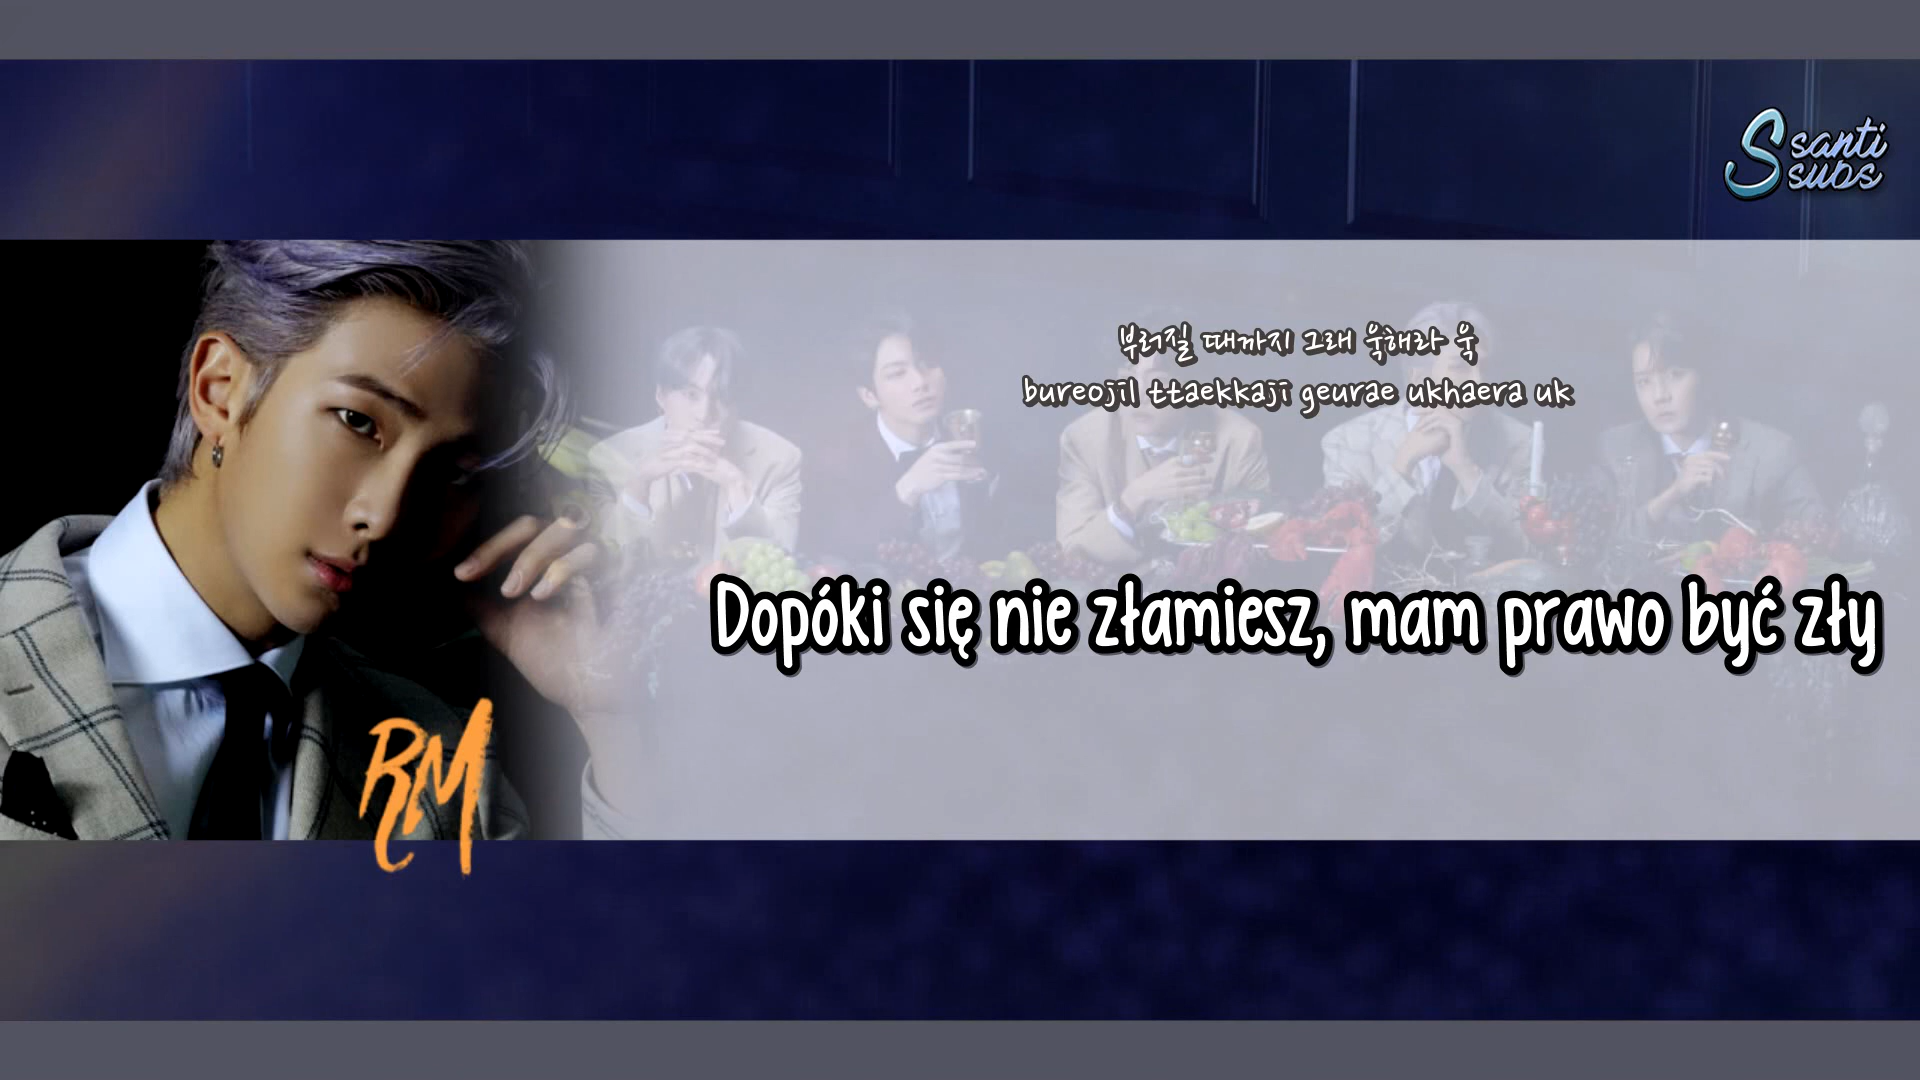 santi
subs
부러질 때까지 그래 욱해라 욱
bureojil ttaekkaji geurae ukhaera uk
Dopóki się nie złamiesz, mam prawo być zły
RM